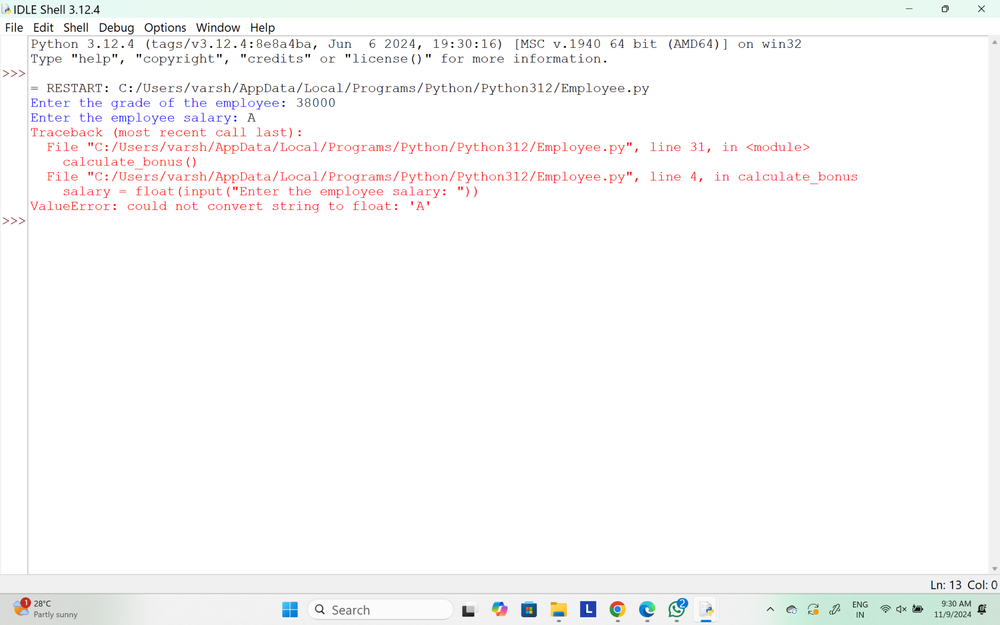 IDLE Shell 3.12.4
File Edit Shell Debug Options Window Help
Python 3.12.4 (tags/v3.12.4:8e8a4ba, Jun  6 2024, 19:30:16) [MSC v.1940 64 bit (AMD64)] on win32
Type "help", "copyright", "credits" or "license()" for more information.
>>>
= RESTART: C:/Users/varsh/AppData/Local/Programs/Python/Python312/Employee.py
Enter the grade of the employee: 38000
Enter the employee salary: A
Traceback (most recent call last):
  File "C:/Users/varsh/AppData/Local/Programs/Python/Python312/Employee.py", line 31, in <module>
    calculate_bonus()
  File "C:/Users/varsh/AppData/Local/Programs/Python/Python312/Employee.py", line 4, in calculate_bonus
    salary = float(input("Enter the employee salary: "))
ValueError: could not convert string to float: 'A'
>>>
Ln: 13 Col: 0
1 28°C
Partly sunny
Search
L
2
ENG
IN
9:30 AM
11/9/2024